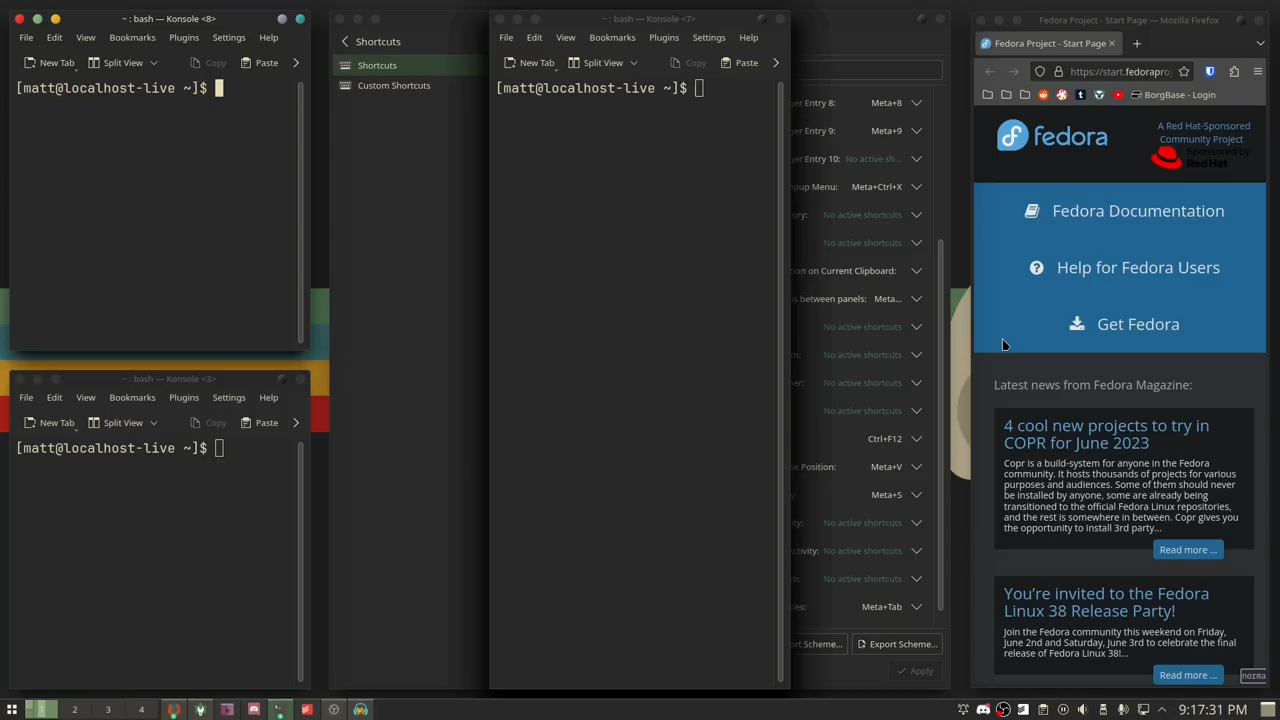 ~ : bash — Konsole <8>
File Edit View Bookmarks Plugins Settings Help
New Tab Split View Copy Paste
[matt@localhost-live ~]$
~ : bash — Konsole <3>
File Edit View Bookmarks Plugins Settings Help
New Tab Split View Copy Paste
[matt@localhost-live ~]$
Shortcuts
Shortcuts
Custom Shortcuts
~ : bash — Konsole <7>
File Edit View Bookmarks Plugins Settings Help
New Tab Split View Copy Paste
[matt@localhost-live ~]$
ger Entry 8: Meta+8
ger Entry 9: Meta+9
ger Entry 10: No active sh...
Menu: Meta+Ctrl+X
No active shortcuts
No active shortcuts
on Current Clipboard:
between panels: Meta...
No active shortcuts
No active shortcuts
No active shortcuts
No active shortcuts
Ctrl+F12
Position: Meta+V
Meta+S
No active shortcuts
No active shortcuts
No active shortcuts
Meta+Tab
ort Scheme... Export Scheme...
Apply
Fedora Project - Start Page — Mozilla Firefox
Fedora Project - Start Page
https://start.fedorapro
BorgBase - Login
fedora
A Red Hat-Sponsored
Community Project
Sponsored by
Red Hat
Fedora Documentation
Help for Fedora Users
Get Fedora
Latest news from Fedora Magazine:
4 cool new projects to try in
COPR for June 2023
Copr is a build-system for anyone in the Fedora
community. It hosts thousands of projects for various
purposes and audiences. Some of them should never
be installed by anyone, some are already being
transitioned to the official Fedora Linux repositories,
and the rest is somewhere in between. Copr gives you
the opportunity to install 3rd party...
Read more ...
You're invited to the Fedora
Linux 38 Release Party!
Join the Fedora community this weekend on Friday,
June 2nd and Saturday, June 3rd to celebrate the final
release of Fedora Linux 38!...
Read more ...
norma
2 3 4
9:17:31 PM